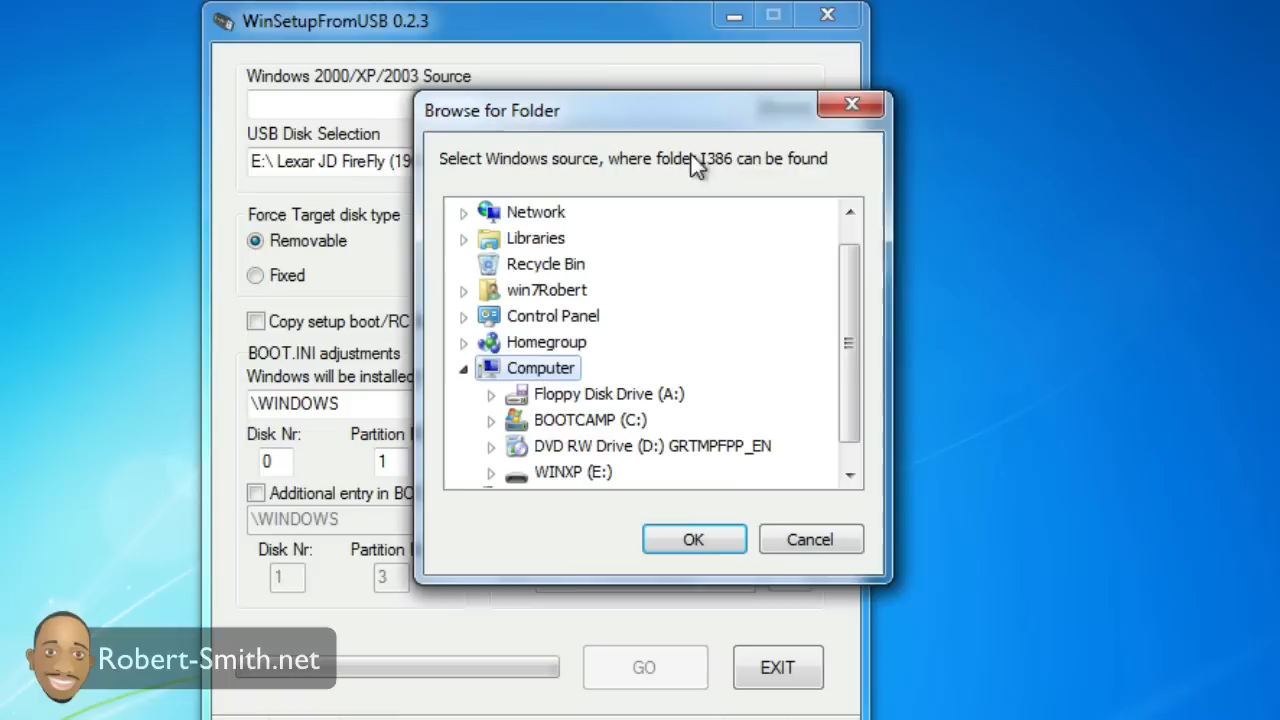 WinSetupFromUSB 0.2.3
Windows 2000/XP/2003 Source
Browse for Folder
USB Disk Selection
E:\ Lexar JD FireFly (19
Select Windows source, where folder I386 can be found
Network
Force Target disk type
Libraries
Removable
Recycle Bin
Fixed
win7Robert
Control Panel
Copy setup boot/RC
Homegroup
BOOT.INI adjustments
Computer
Windows will be installed
Floppy Disk Drive (A:)
\WINDOWS
BOOTCAMP (C:)
Disk Nr: Partition
DVD RW Drive (D:) GRTMPFPP_EN
0 1
WINXP (E:)
Additional entry in BO
\WINDOWS
OK Cancel
Disk Nr: Partition
1 3
Robert-Smith.net
GO EXIT